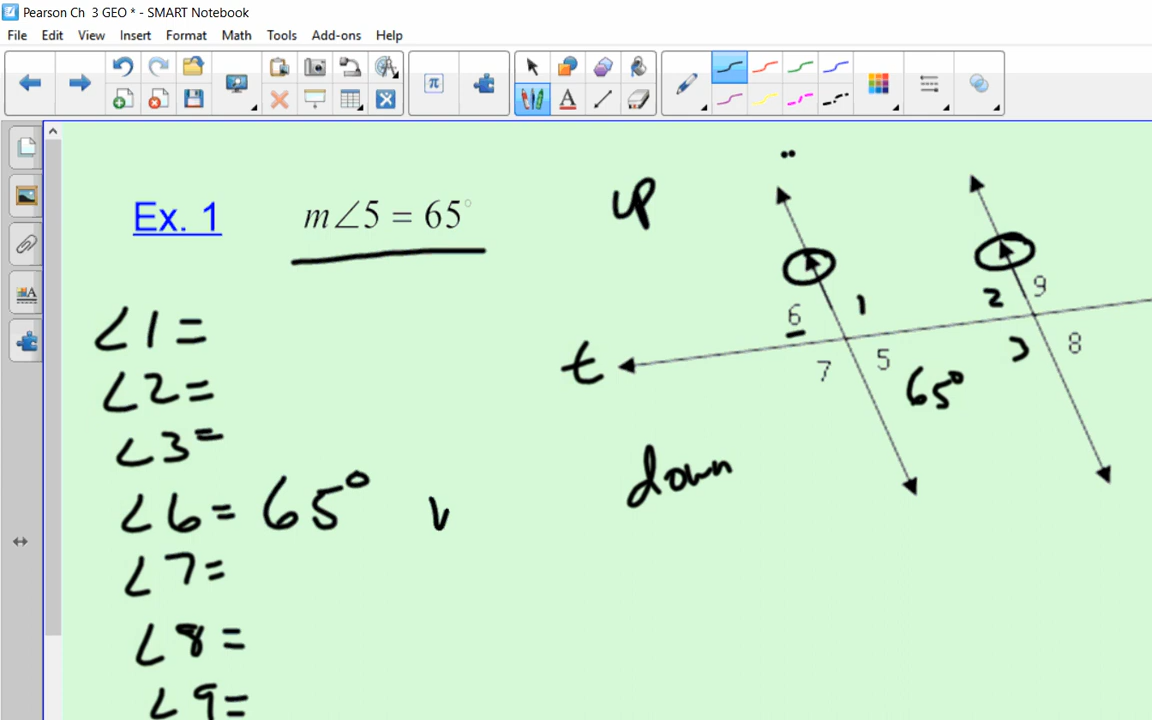 Pearson Ch 3 GEO * - SMART Notebook
File Edit View Insert Format Math Tools Add-ons Help
π
A
Ex. 1
m∠5 = 65°
up
∠1 =
∠2 =
∠3 =
∠6 = 65° v
∠7 =
∠8 =
∠9 =
t
down
6
1
7
5
65°
2
9
3
8